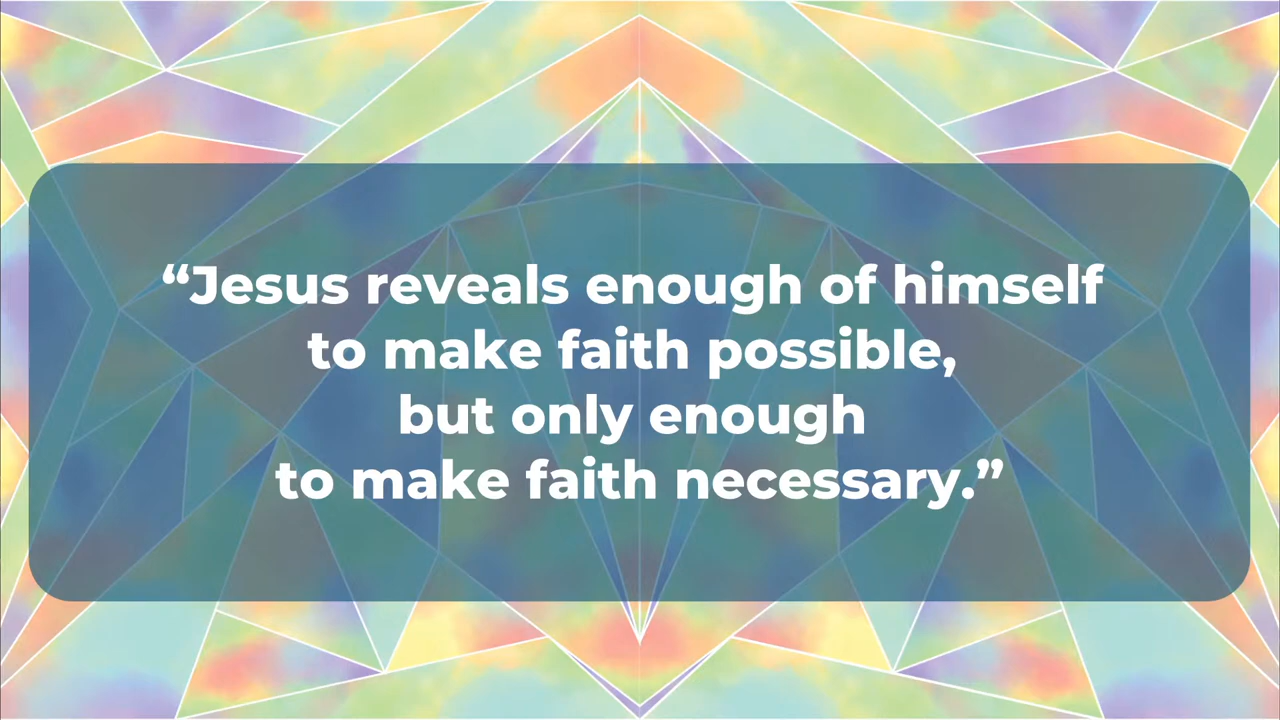 “Jesus reveals enough of himself
to make faith possible,
but only enough
to make faith necessary.”